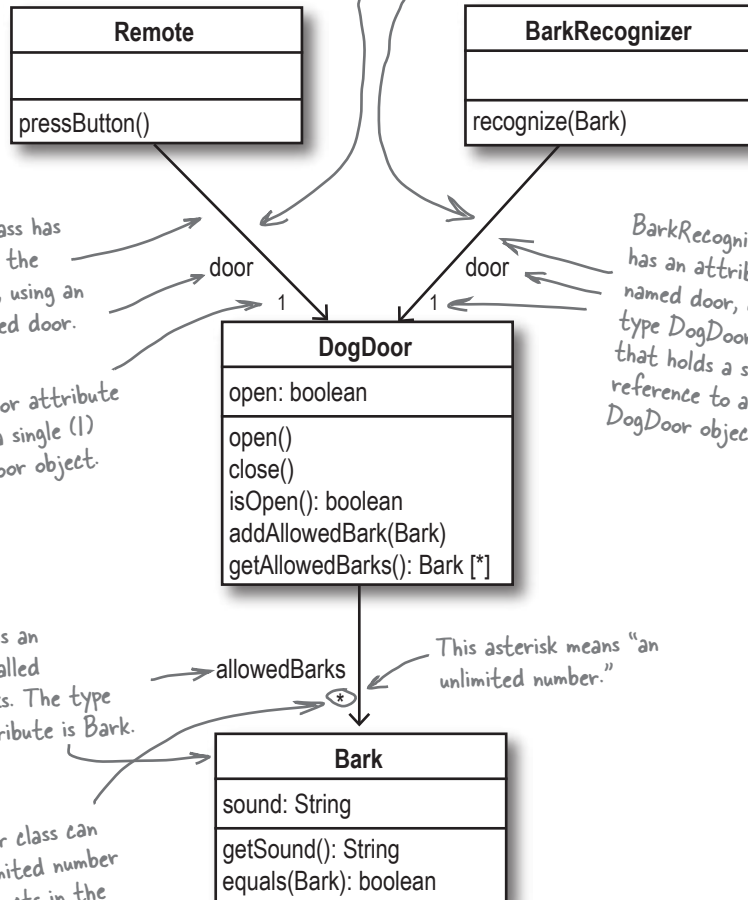 Remote
pressButton()
BarkRecognizer
recognize(Bark)
ass has
the
, using an
ed door.
door
1
or attribute
a single (1)
oor object.
door
1
BarkRecogni
has an attrib
named door,
type DogDoor
that holds a s
reference to a
DogDoor objec
DogDoor
open: boolean
open()
close()
isOpen(): boolean
addAllowedBark(Bark)
getAllowedBarks(): Bark [*]
s an
alled
ks. The type
ribute is Bark.
allowedBarks
*
This asterisk means “an
unlimited number.”
r class can
mited number
ts in the
Bark
sound: String
getSound(): String
equals(Bark): boolean